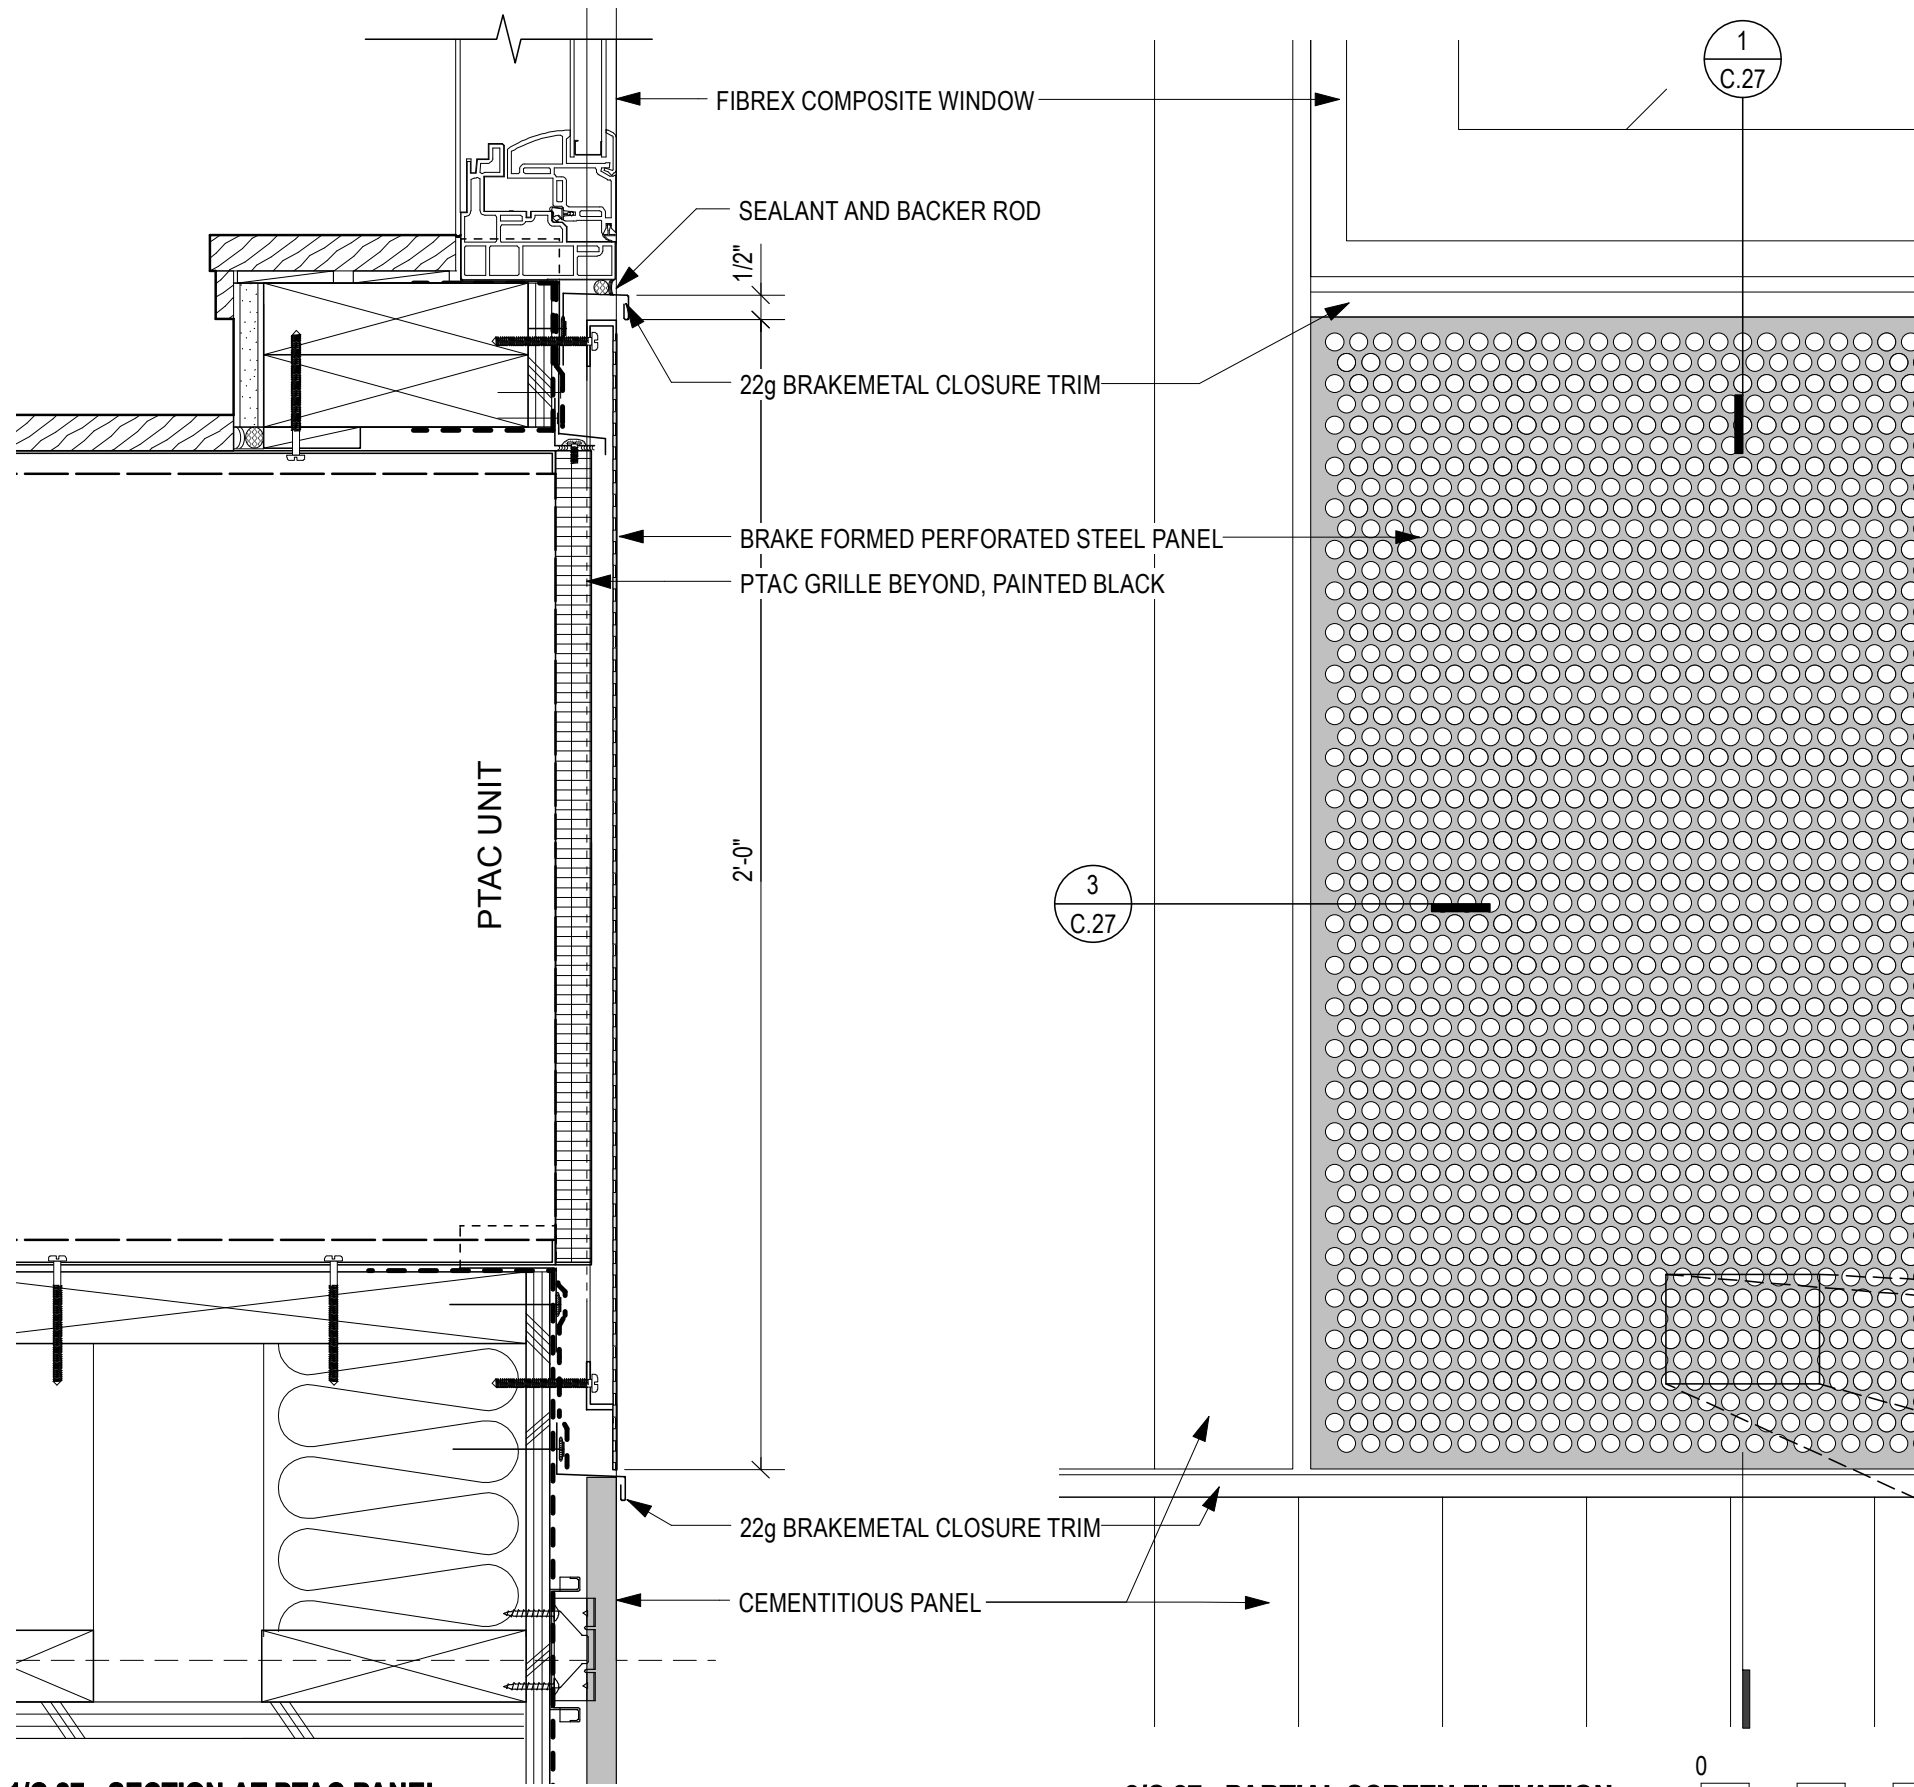 1
C.27
FIBREX COMPOSITE WINDOW
SEALANT AND BACKER ROD
1/2"
22g BRAKEMETAL CLOSURE TRIM
BRAKE FORMED PERFORATED STEEL PANEL
PTAC GRILLE BEYOND, PAINTED BLACK
PTAC UNIT
2'-0"
3
C.27
22g BRAKEMETAL CLOSURE TRIM
CEMENTITIOUS PANEL
0